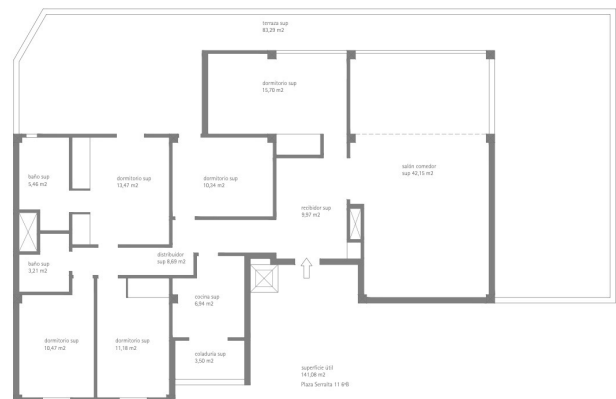 terraza sup
83,29 m2
dormitorio sup
15,78 m2
baño sup
5,46 m2
dormitorio sup
13,47 m2
dormitorio sup
10,34 m2
salón comedor
sup 42,15 m2
recibidor sup
9,97 m2
distribuidor
sup 8,69 m2
baño sup
3,21 m2
cocina sup
6,94 m2
dormitorio sup
10,47 m2
dormitorio sup
11,18 m2
coladuría sup
3,50 m2
superficie útil
141,08 m2
Plaza Serralta 11 6ºB